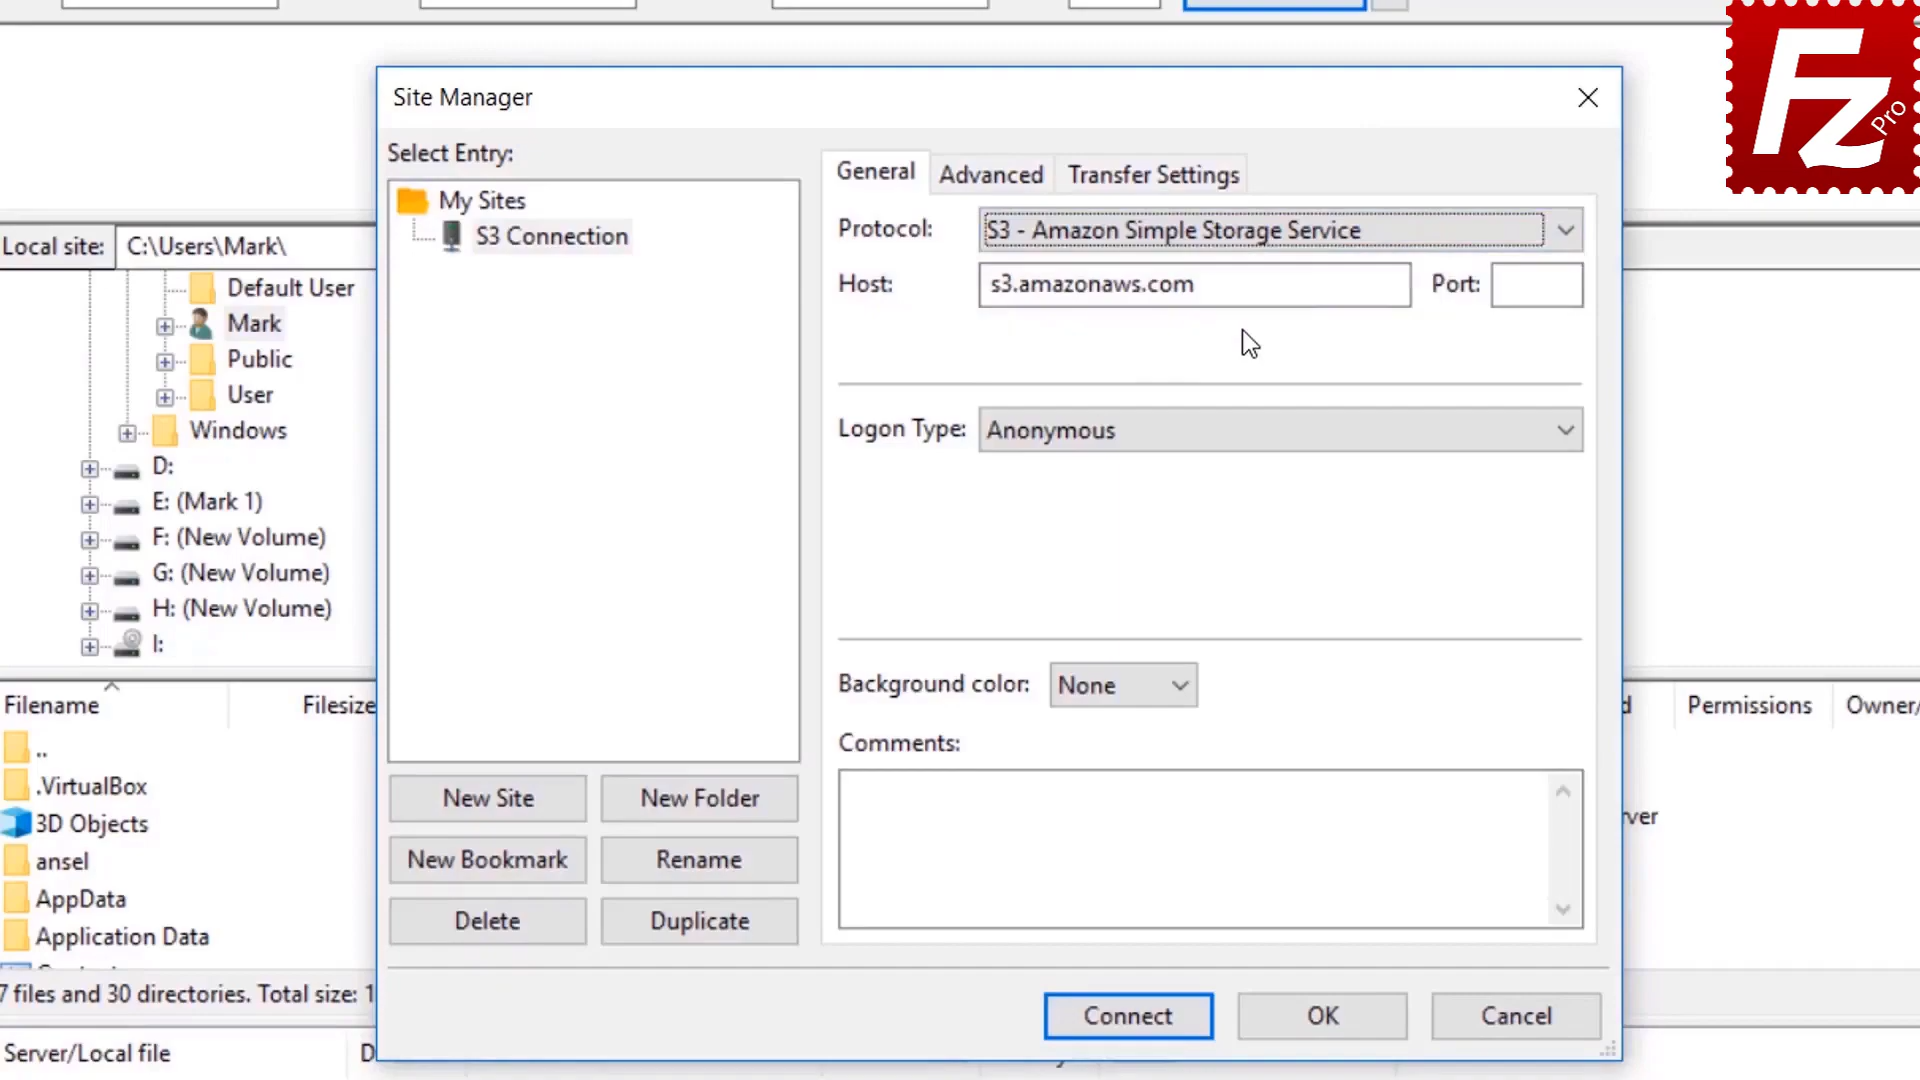 FZ Pro
Site Manager
Select Entry:
My Sites
S3 Connection
General
Advanced
Transfer Settings
Protocol:
S3 - Amazon Simple Storage Service
Host:
s3.amazonaws.com
Port:
Logon Type:
Anonymous
Background color:
None
Comments:
New Site
New Folder
New Bookmark
Rename
Delete
Duplicate
Connect
OK
Cancel
Local site:
C:\Users\Mark\
Default User
Mark
Public
User
Windows
D:
E: (Mark 1)
F: (New Volume)
G: (New Volume)
H: (New Volume)
I:
Filename
Filesize
..
.VirtualBox
3D Objects
ansel
AppData
Application Data
7 files and 30 directories. Total size: 1
Server/Local file
D
d
Permissions
Owner/
ver